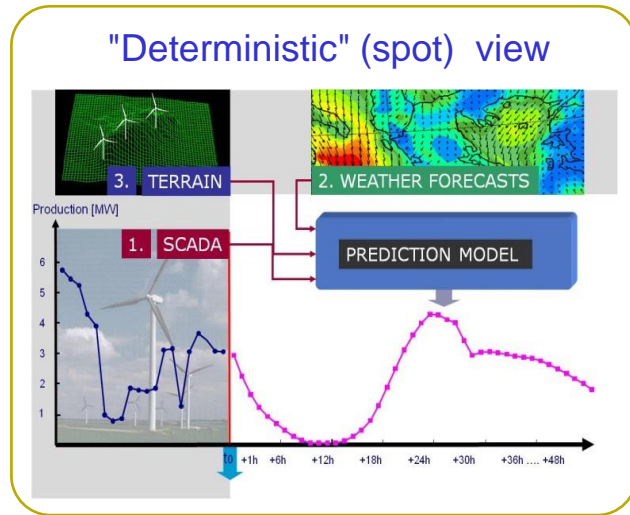 "Deterministic" (spot) view
3. TERRAIN
2. WEATHER FORECASTS
Production [MW]
1. SCADA
PREDICTION MODEL
6
5
4
3
2
1
t0 +1h +6h +12h +18h +24h +30h +36h .... +48h